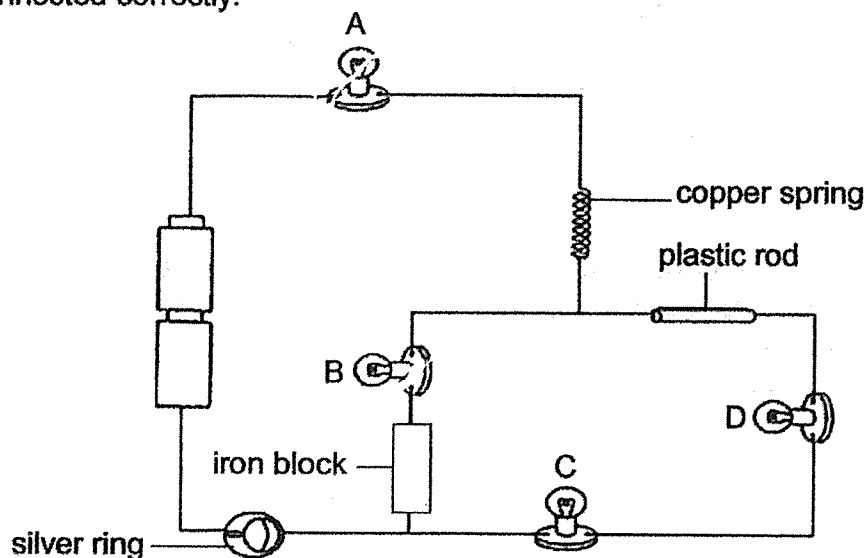 nnected correctly.
A
copper spring
plastic rod
B
D
iron block
C
silver ring